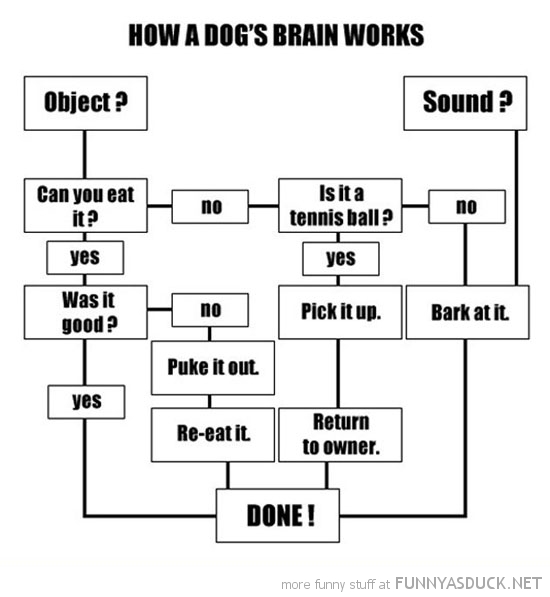 HOW A DOG'S BRAIN WORKS
Object ?
Sound ?
Can you eat
it ?
no
Is it a
tennis ball ?
no
yes
yes
Was it
good ?
no
Pick it up.
Bark at it.
Puke it out.
yes
Re-eat it.
Return
to owner.
DONE !
more funny stuff at FUNNYASDUCK.NET